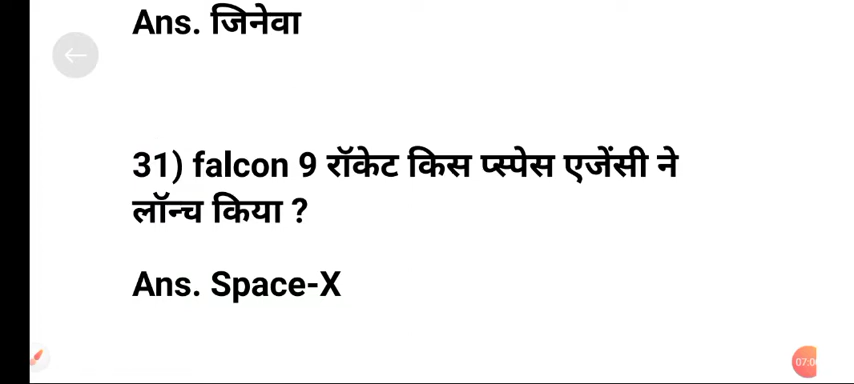 Ans. जिनेवा
31) falcon 9 रॉकेट किस प्स्पेस एजेंसी ने
लॉन्च किया ?
Ans. Space-X